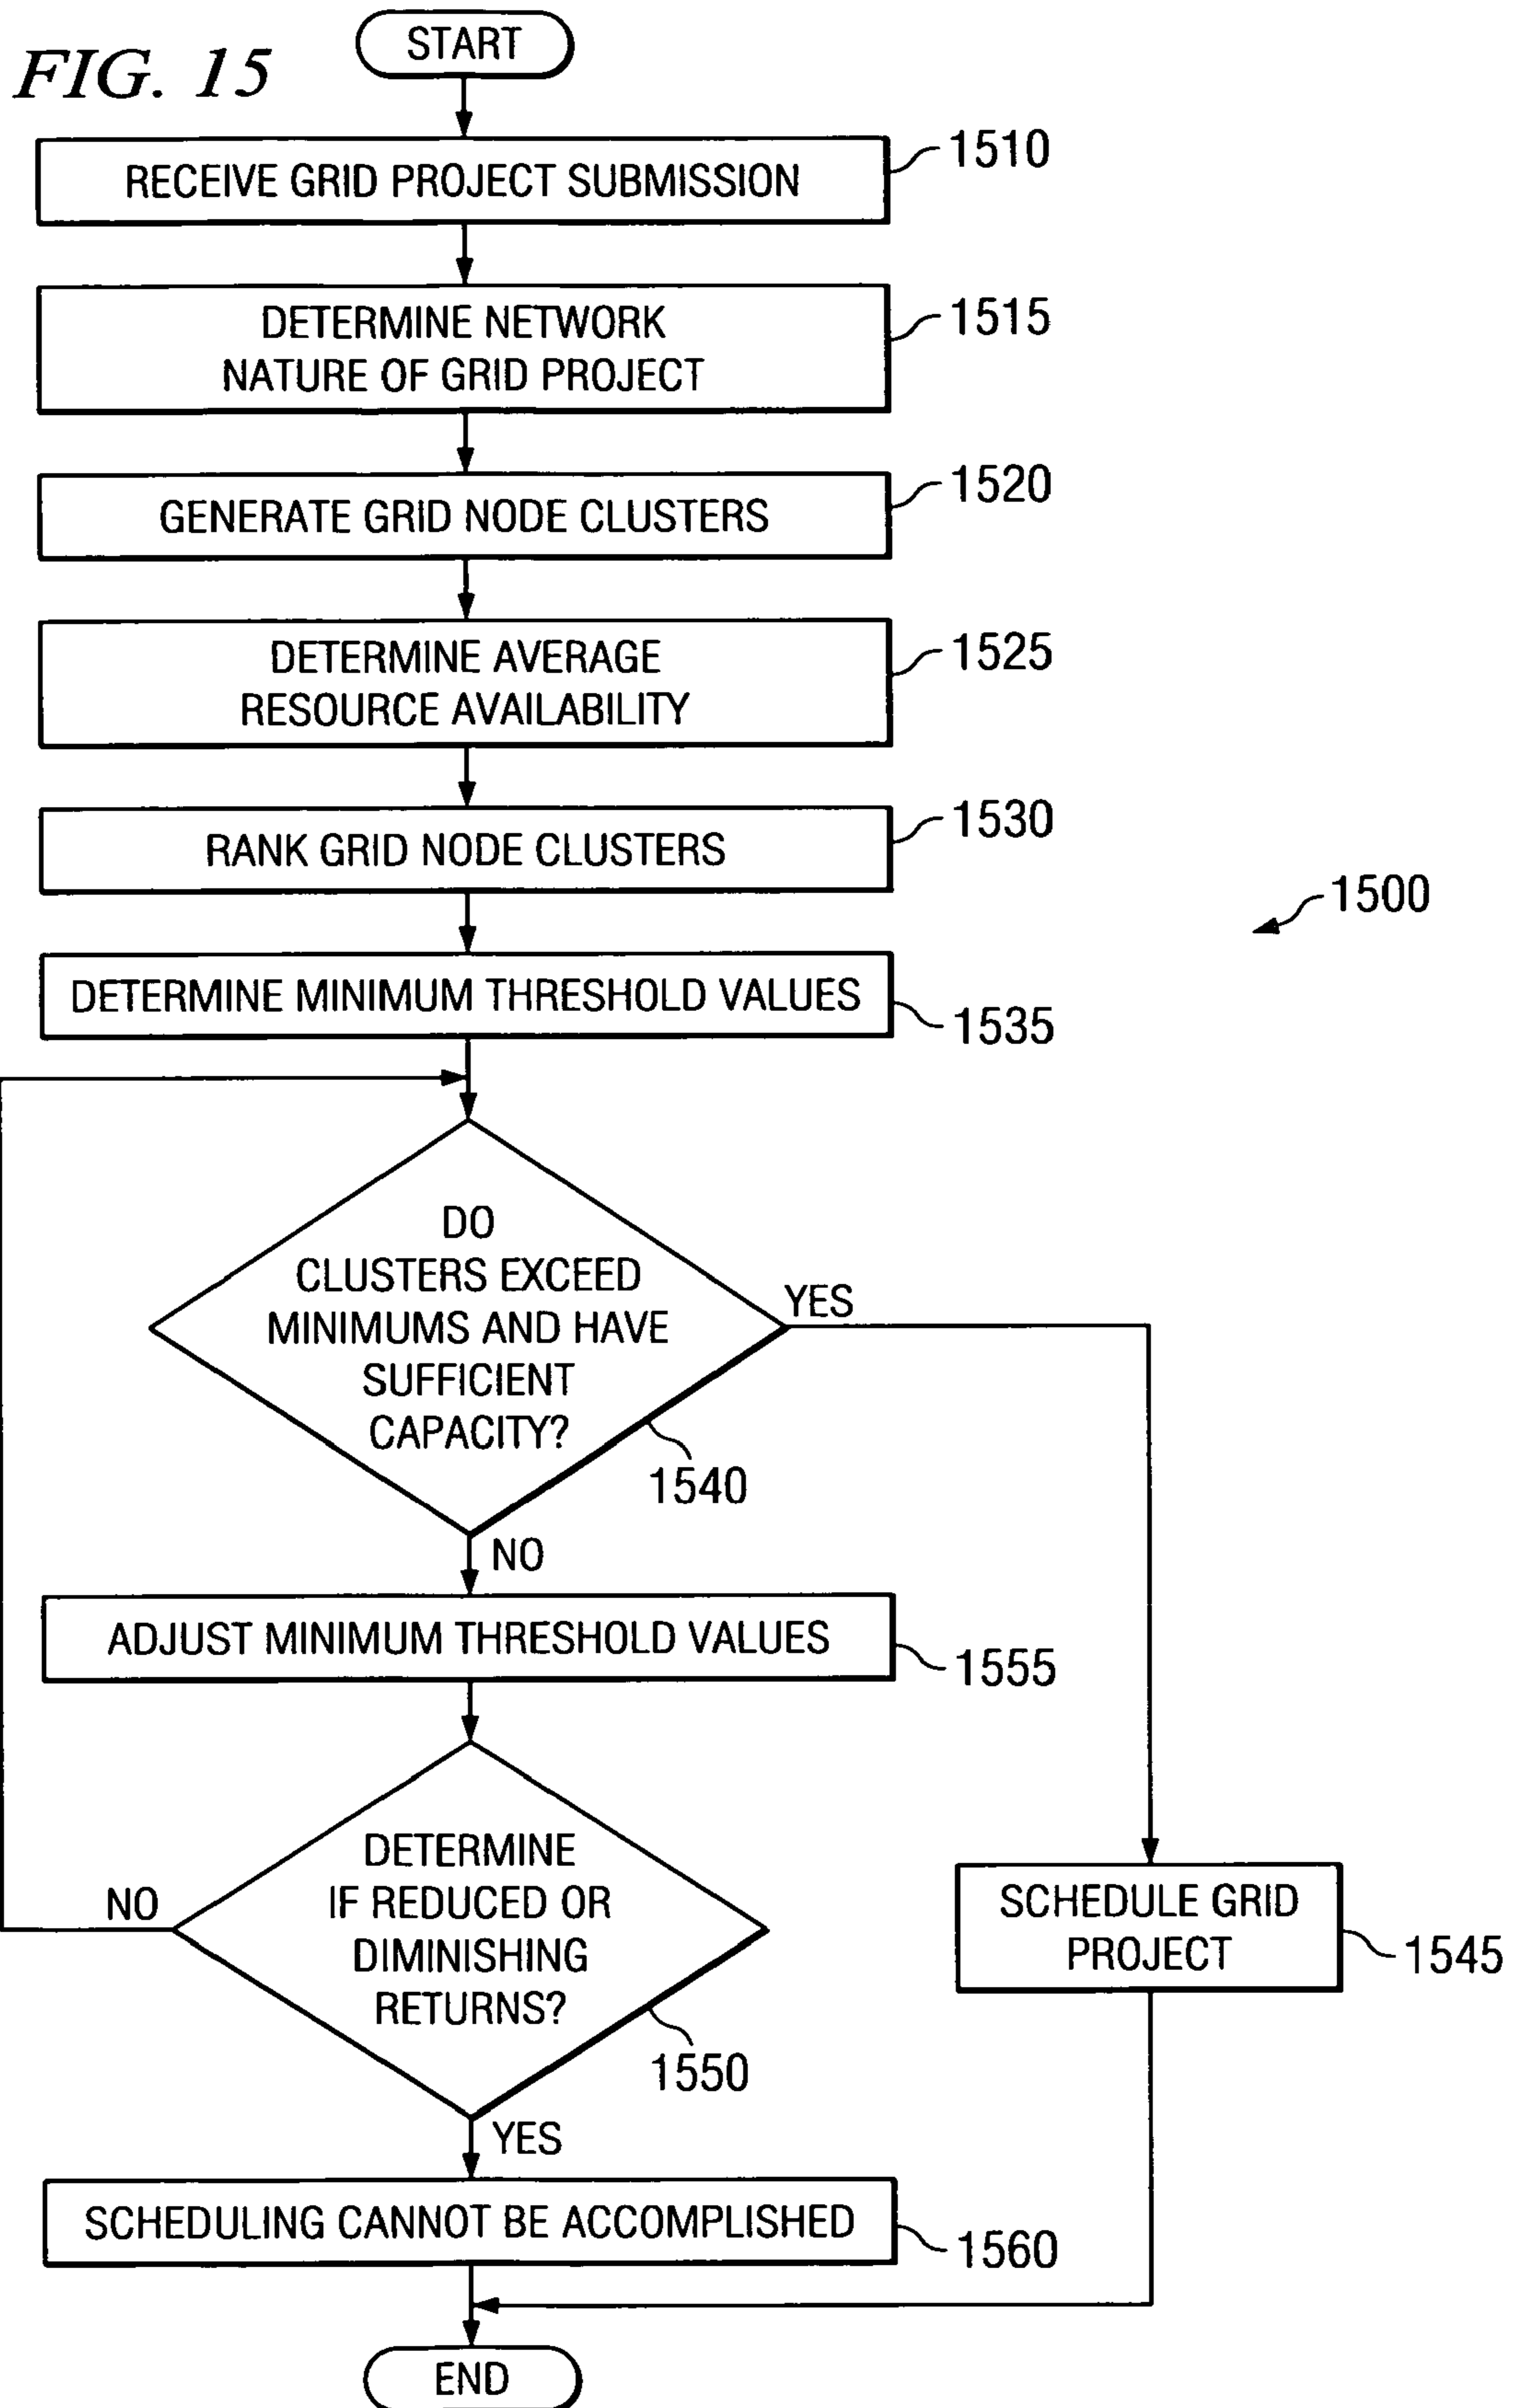 FIG. 15
START
RECEIVE GRID PROJECT SUBMISSION
1510
DETERMINE NETWORK
NATURE OF GRID PROJECT
1515
GENERATE GRID NODE CLUSTERS
1520
DETERMINE AVERAGE
RESOURCE AVAILABILITY
1525
RANK GRID NODE CLUSTERS
1530
1500
DETERMINE MINIMUM THRESHOLD VALUES
1535
DO
CLUSTERS EXCEED
MINIMUMS AND HAVE
SUFFICIENT
CAPACITY?
YES
1540
NO
ADJUST MINIMUM THRESHOLD VALUES
1555
DETERMINE
IF REDUCED OR
DIMINISHING
RETURNS?
NO
1550
SCHEDULE GRID
PROJECT
1545
YES
SCHEDULING CANNOT BE ACCOMPLISHED
1560
END